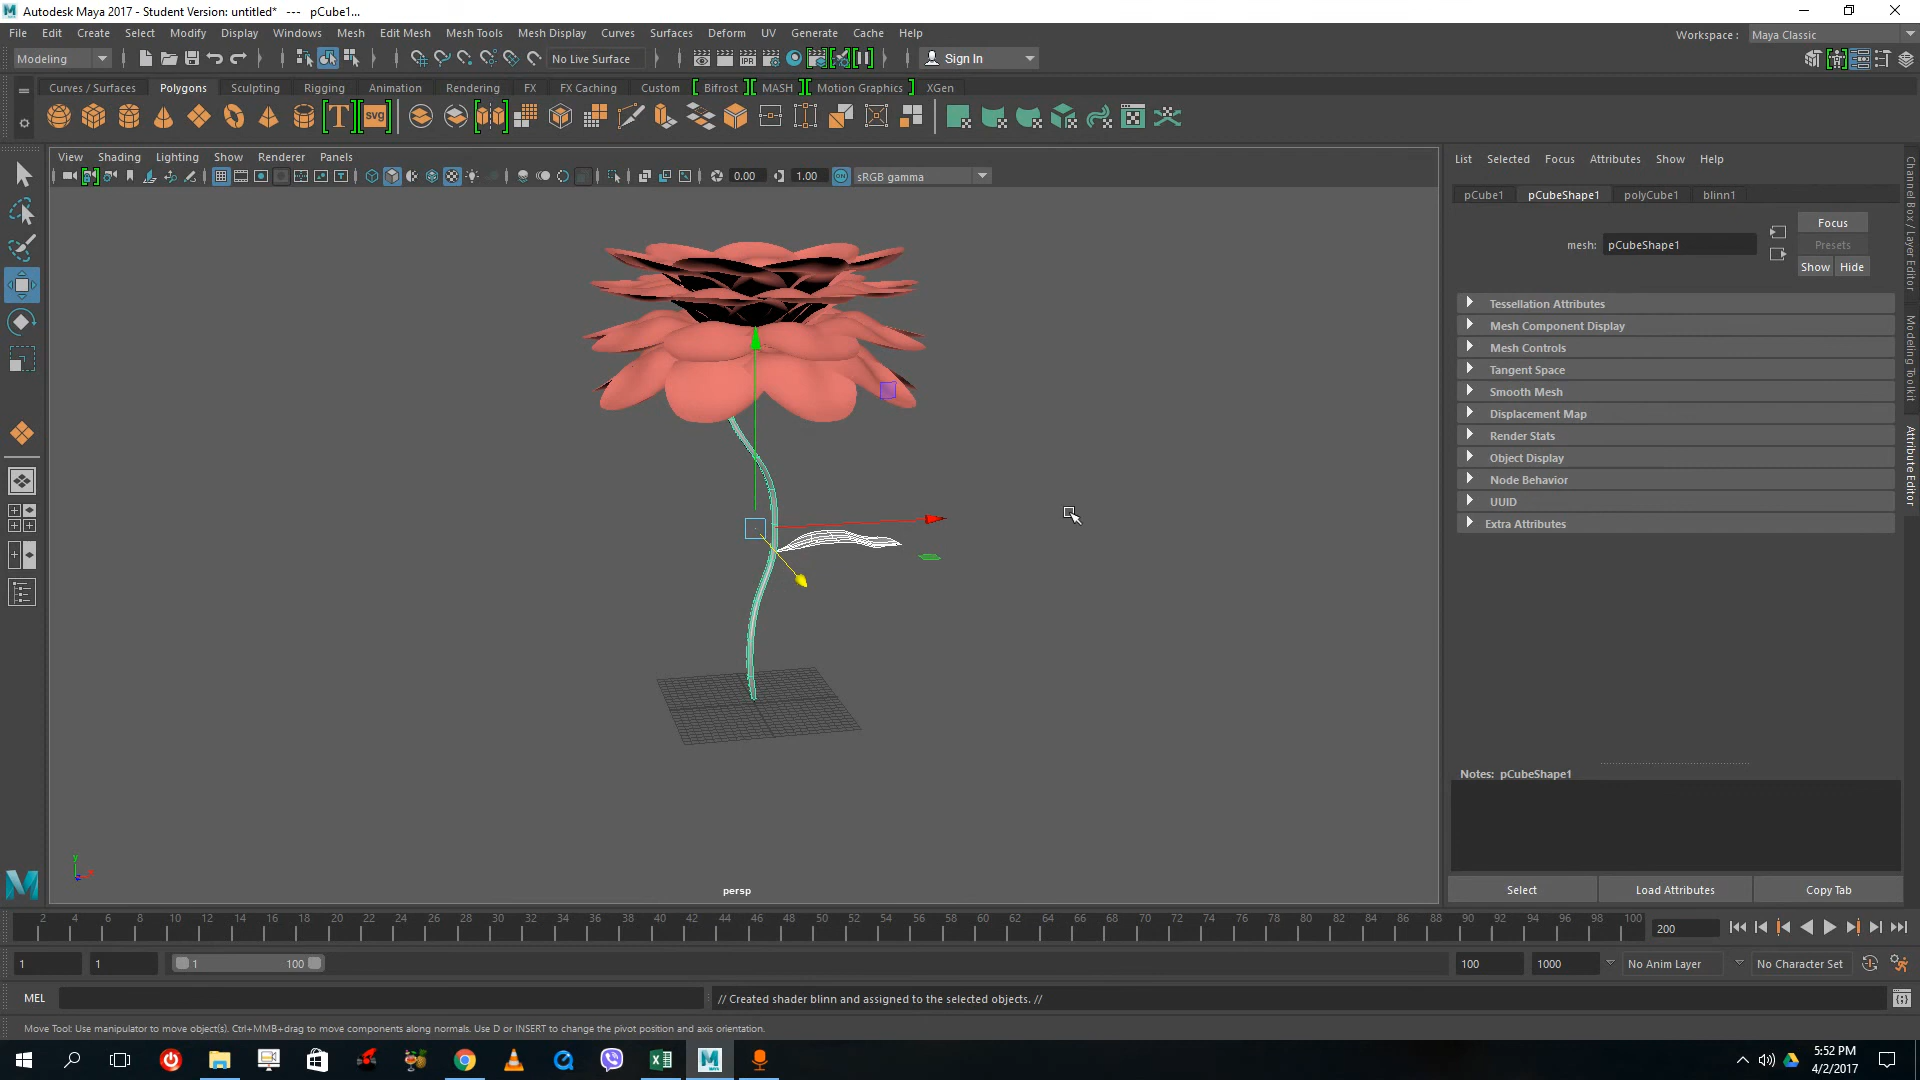 Autodesk Maya 2017 - Student Version: untitled*   ---   pCube1...
File Edit Create Select Modify Display Windows Mesh Edit Mesh Mesh Tools Mesh Display Curves Surfaces Deform UV Generate Cache Help
Workspace : Maya Classic
Modeling No Live Surface Sign In
Curves / Surfaces Polygons Sculpting Rigging Animation Rendering FX FX Caching Custom Bifrost MASH Motion Graphics XGen
T SVG
View Shading Lighting Show Renderer Panels
IPR
0.00 1.00 ON sRGB gamma
List Selected Focus Attributes Show Help
pCube1 pCubeShape1 polyCube1 blinn1
mesh: pCubeShape1
Focus
Presets
Show Hide
Tessellation Attributes
Mesh Component Display
Mesh Controls
Tangent Space
Smooth Mesh
Displacement Map
Render Stats
Object Display
Node Behavior
UUID
Extra Attributes
Notes: pCubeShape1
Select Load Attributes Copy Tab
Channel Box / Layer Editor
Modeling Toolkit
Attribute Editor
y
persp
2 4 6 8 10 12 14 16 18 20 22 24 26 28 30 32 34 36 38 40 42 44 46 48 50 52 54 56 58 60 62 64 66 68 70 72 74 76 78 80 82 84 86 88 90 92 94 96 98 100
200
1 1 1 100 100 1000 No Anim Layer No Character Set
MEL // Created shader blinn and assigned to the selected objects. //
Move Tool: Use manipulator to move object(s). Ctrl+MMB+drag to move components along normals. Use D or INSERT to change the pivot position and axis orientation.
5:52 PM
4/2/2017